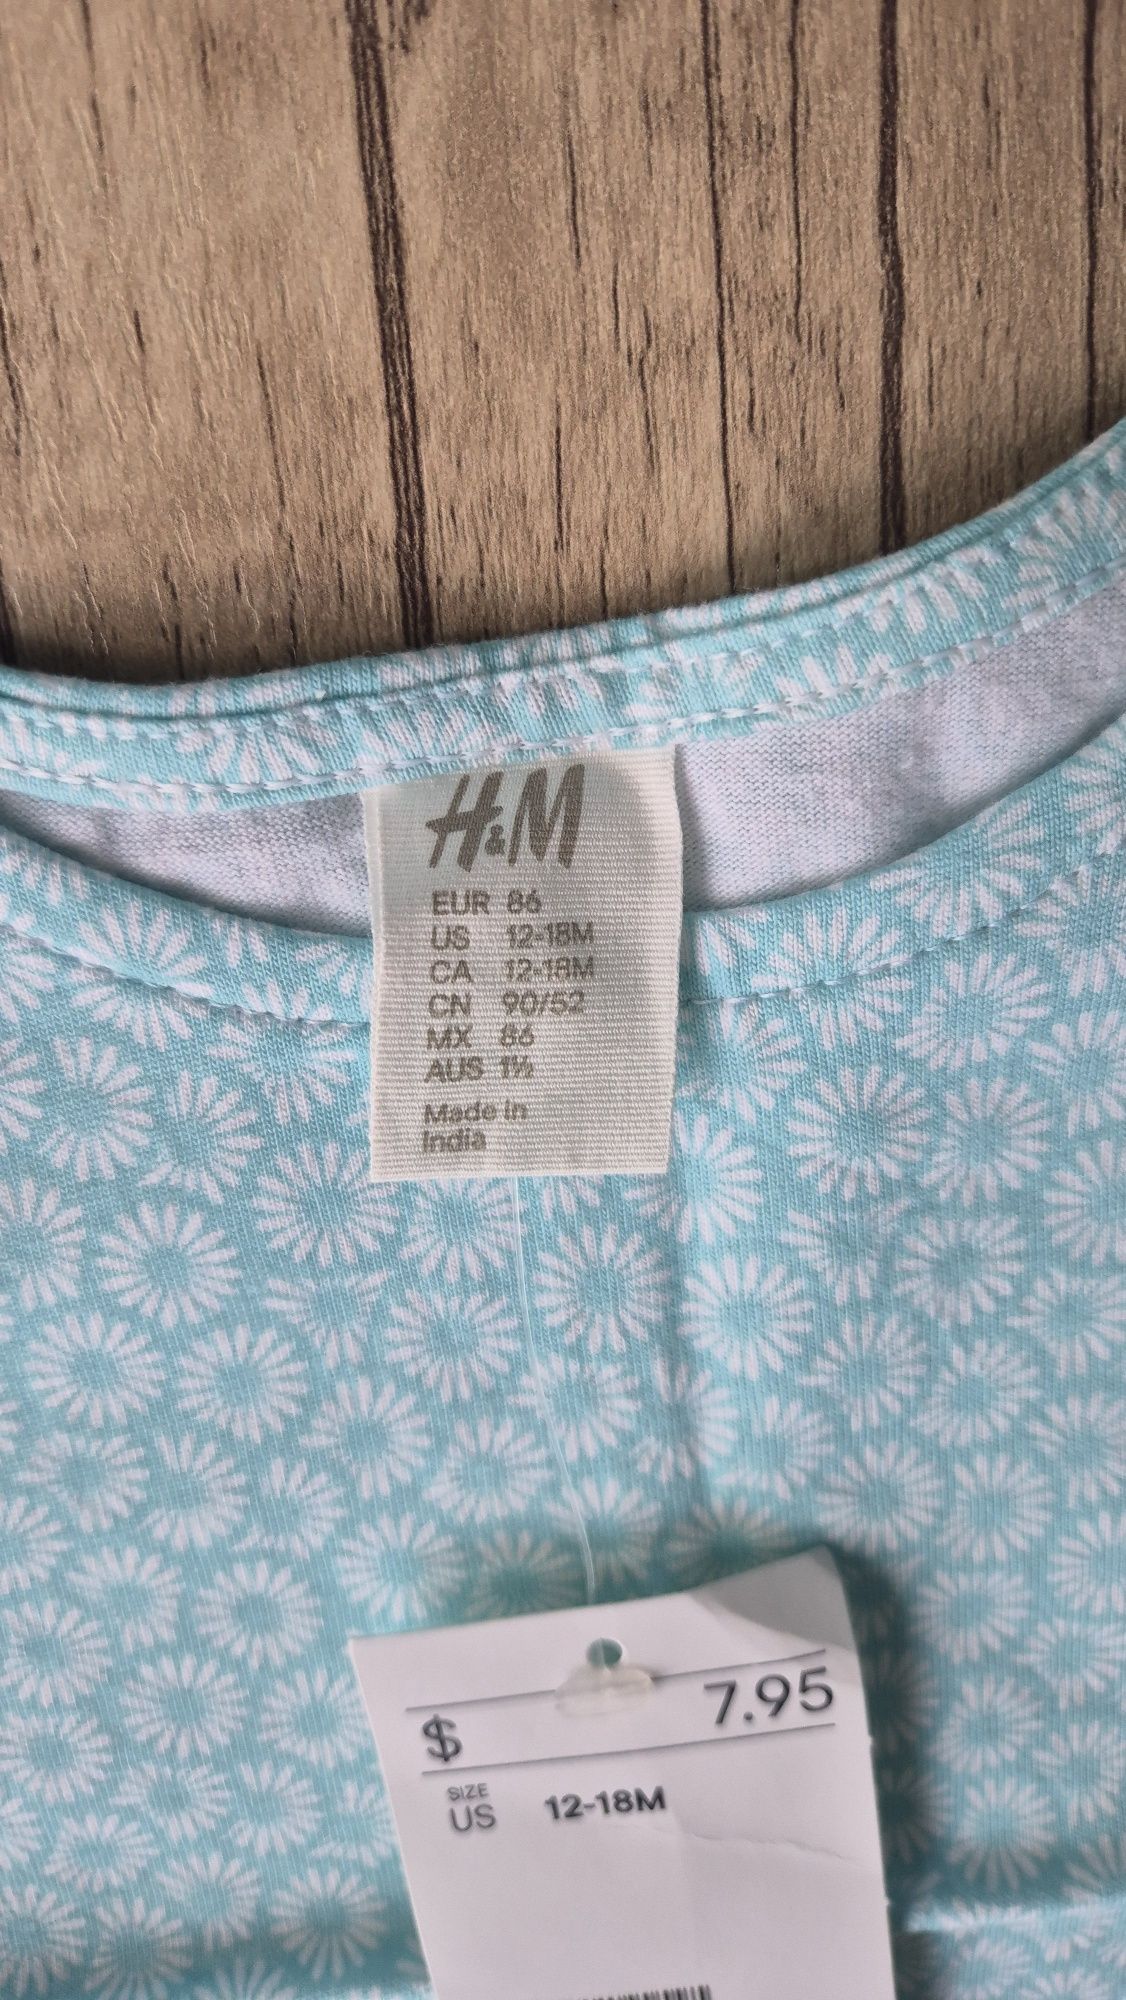 H&M
EUR 86
US 12-18M
CA 12-18M
CN 90/52
MX 86
AUS 1½
Made in
India
$ 7.95
SIZE
US 12-18M